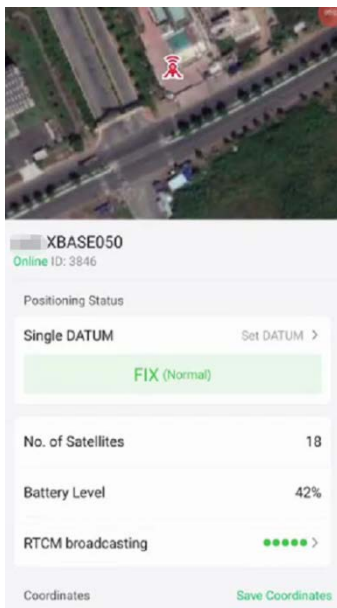 XBASE050
Online ID: 3846
Positioning Status
Single DATUM Set DATUM >
FIX (Normal)
No. of Satellites 18
Battery Level 42%
RTCM broadcasting ●●●●● >
Coordinates Save Coordinates